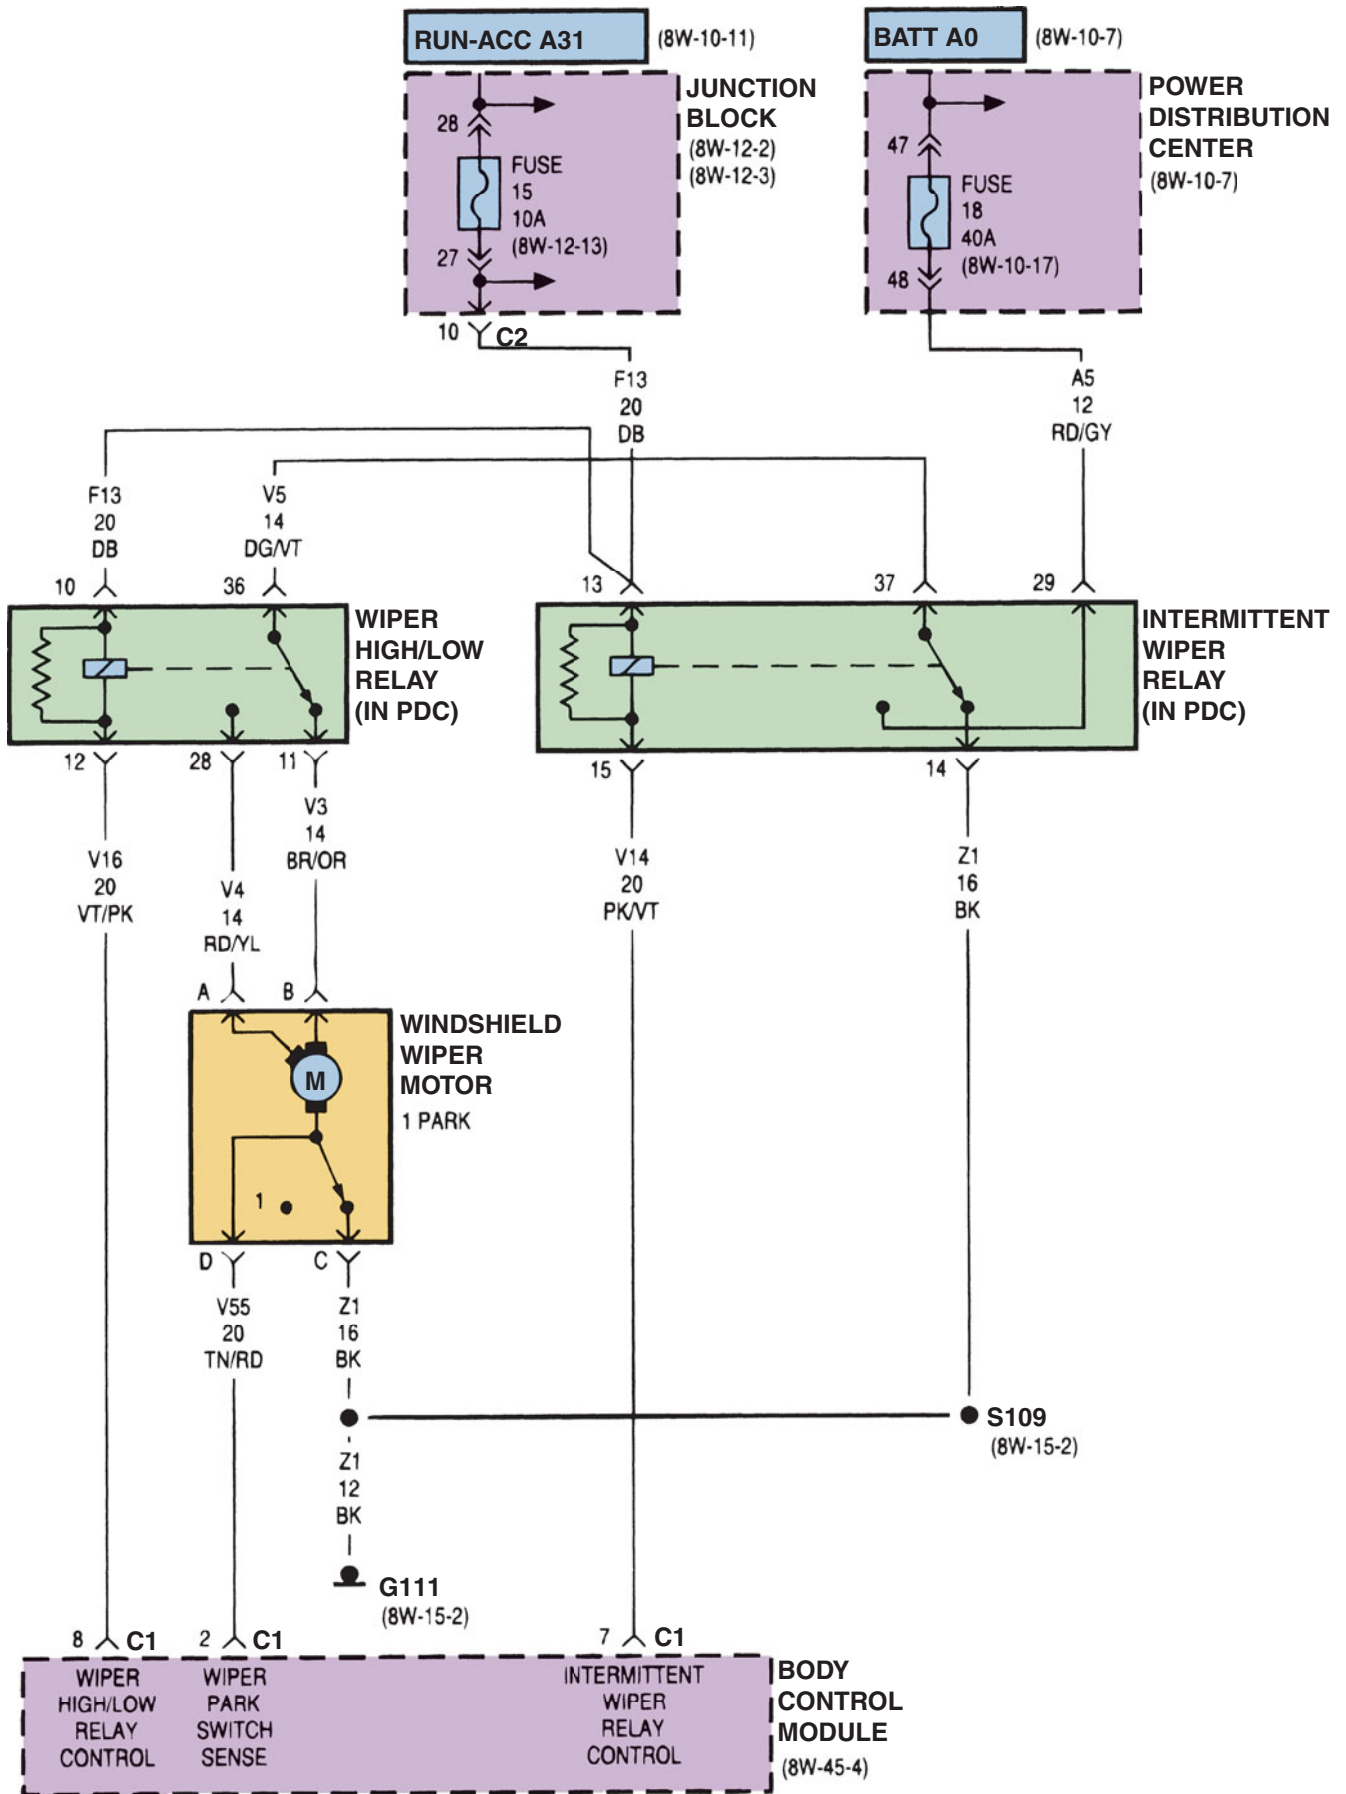 RUN-ACC A31
(8W-10-11)
BATT A0
(8W-10-7)
JUNCTION
BLOCK
(8W-12-2)
(8W-12-3)
28
FUSE
15
10A
(8W-12-13)
27
10
C2
POWER
DISTRIBUTION
CENTER
(8W-10-7)
47
FUSE
18
40A
(8W-10-17)
48
F13
20
DB
A5
12
RD/GY
F13
20
DB
V5
14
DG/VT
10
36
13
37
29
WIPER
HIGH/LOW
RELAY
(IN PDC)
INTERMITTENT
WIPER
RELAY
(IN PDC)
12
28
11
15
14
V3
14
BR/OR
V16
20
VT/PK
V4
14
RD/YL
V14
20
PK/VT
Z1
16
BK
A
B
WINDSHIELD
WIPER
MOTOR
1 PARK
M
1
D
C
V55
20
TN/RD
Z1
16
BK
S109
(8W-15-2)
Z1
12
BK
G111
(8W-15-2)
8
C1
2
C1
7
C1
WIPER
HIGH/LOW
RELAY
CONTROL
WIPER
PARK
SWITCH
SENSE
INTERMITTENT
WIPER
RELAY
CONTROL
BODY
CONTROL
MODULE
(8W-45-4)